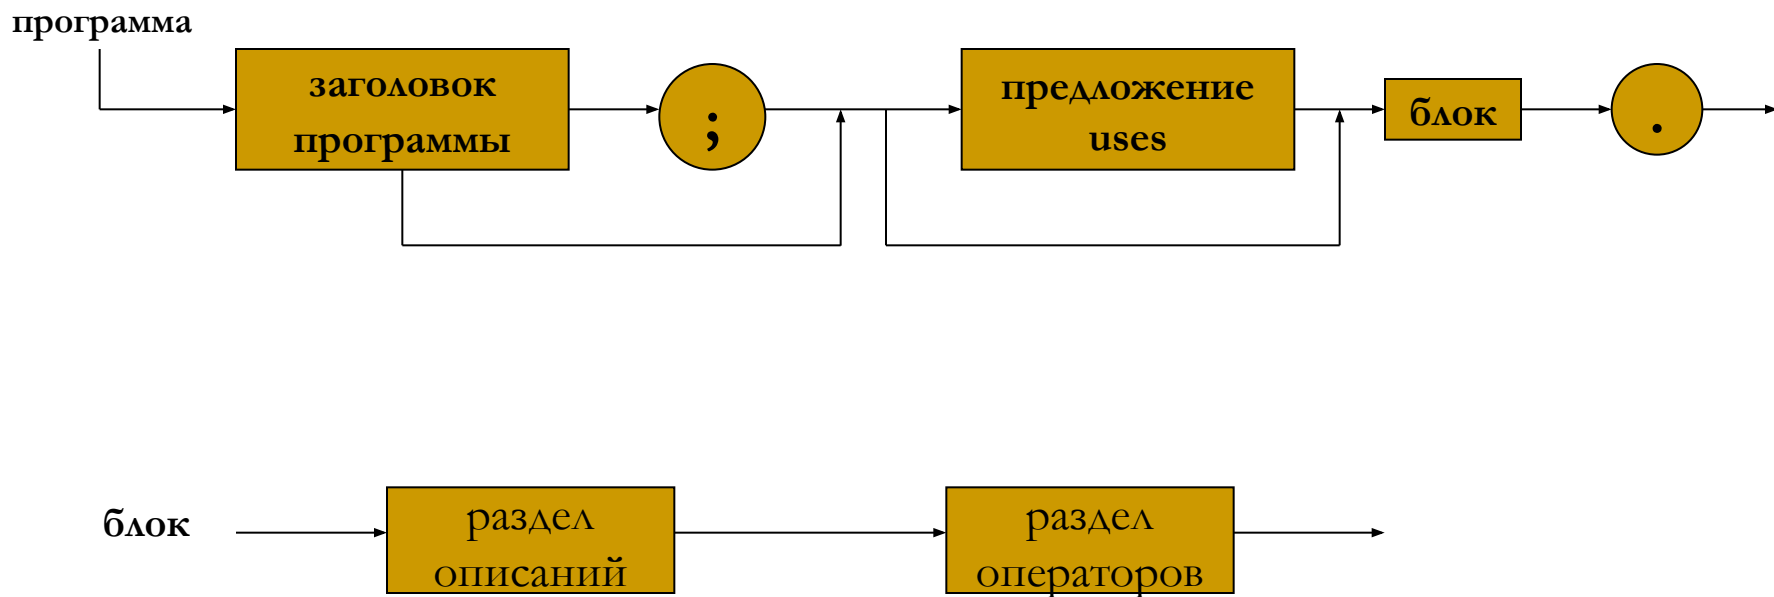 программа
заголовок
программы
;
предложение
uses
блок
.
блок
раздел
описаний
раздел
операторов